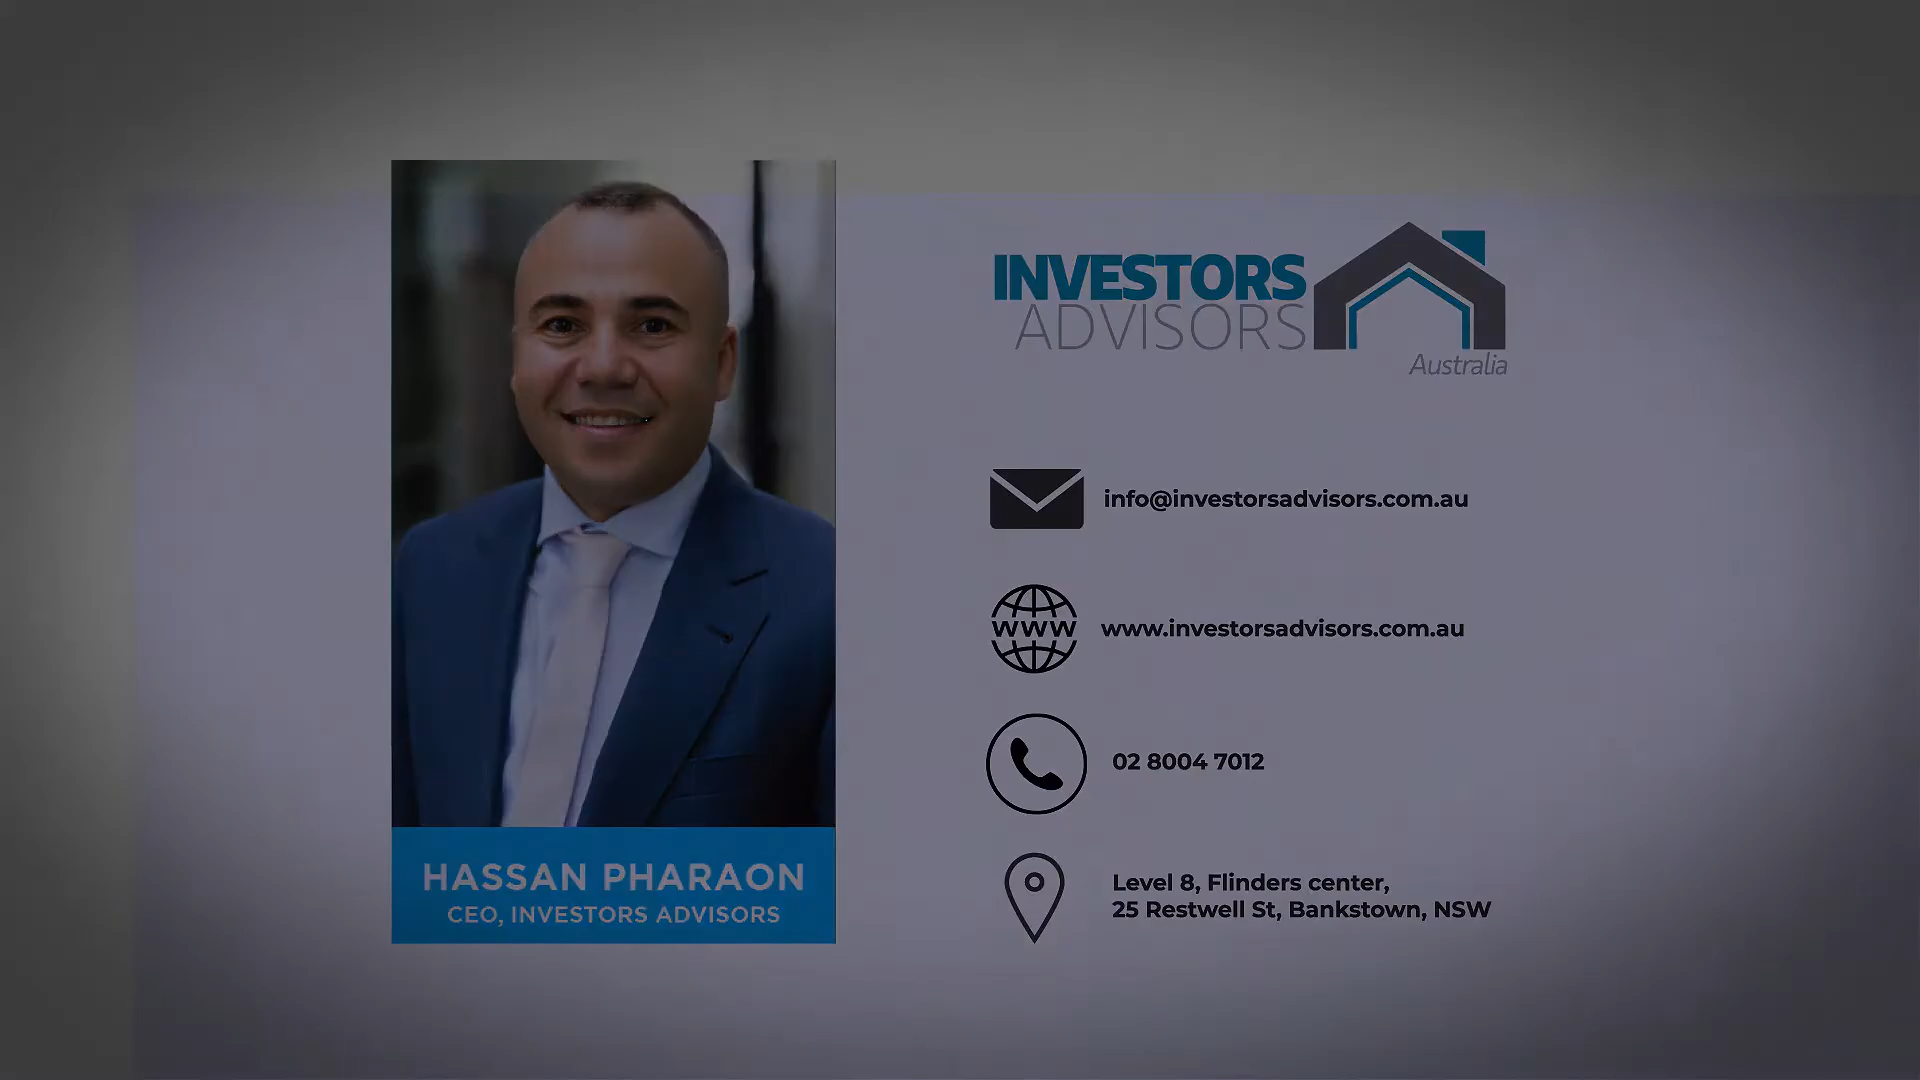 INVESTORS
ADVISORS
Australia
info@investorsadvisors.com.au
www
www.investorsadvisors.com.au
02 8004 7012
Level 8, Flinders center,
25 Restwell St, Bankstown, NSW
HASSAN PHARAON
CEO, INVESTORS ADVISORS